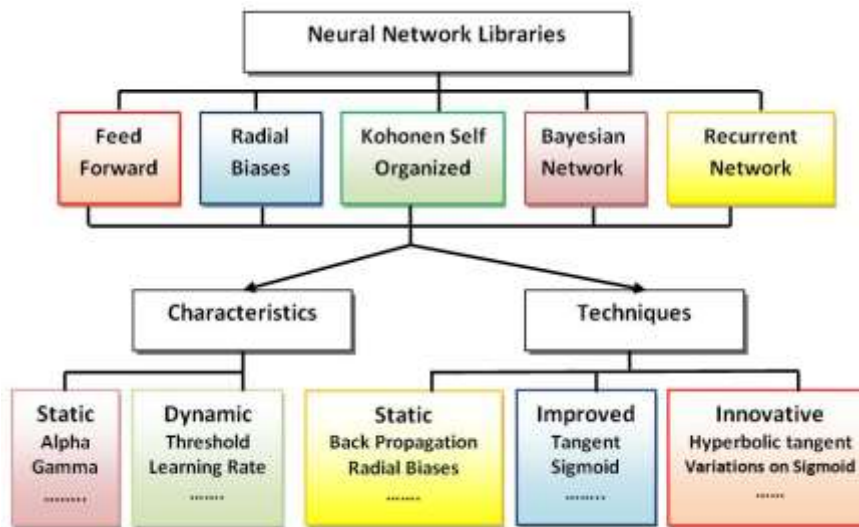 Neural Network Libraries
Feed
Forward
Radial
Biases
Kohonen Self
Organized
Bayesian
Network
Recurrent
Network
Characteristics
Techniques
Static
Alpha
Gamma
........
Dynamic
Threshold
Learning Rate
.......
Static
Back Propagation
Radial Biases
.......
Improved
Tangent
Sigmoid
........
Innovative
Hyperbolic tangent
Variations on Sigmoid
......